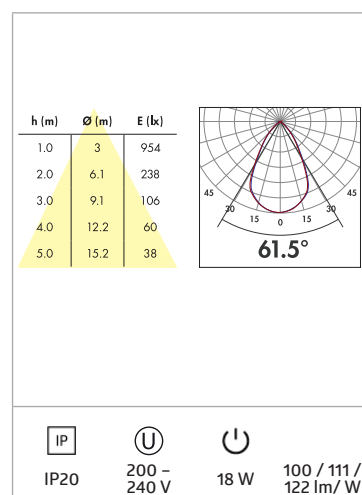 h (m) Ø (m) E (lx)
1.0 3 954
2.0 6.1 238
3.0 9.1 106
4.0 12.2 60
5.0 15.2 38
45 30 15 0 15 30 45
61.5°
IP
U
IP20
200 –
240 V
18 W
100 / 111 /
122 lm/ W